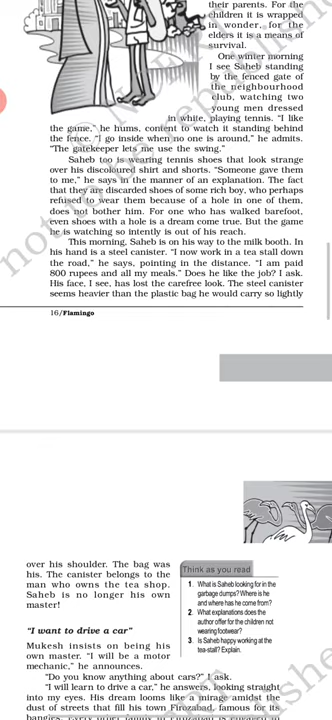 their parents. For the
children it is wrapped
in wonder, for the
elders it is a means of
survival.
One winter morning
I see Saheb standing
by the fenced gate of
the neighbourhood
club, watching two
young men dressed
in white, playing tennis. "I like
the game," he hums, content to watch it standing behind
the fence. "I go inside when no one is around," he admits.
"The gatekeeper lets me use the swing."
Saheb too is wearing tennis shoes that look strange
over his discoloured shirt and shorts. "Someone gave them
to me," he says in the manner of an explanation. The fact
that they are discarded shoes of some rich boy, who perhaps
refused to wear them because of a hole in one of them,
does not bother him. For one who has walked barefoot,
even shoes with a hole is a dream come true. But the game
he is watching so intently is out of his reach.
This morning, Saheb is on his way to the milk booth. In
his hand is a steel canister. "I now work in a tea stall down
the road," he says, pointing in the distance. "I am paid
800 rupees and all my meals." Does he like the job? I ask.
His face, I see, has lost the carefree look. The steel canister
seems heavier than the plastic bag he would carry so lightly
16/Flamingo
over his shoulder. The bag was
his. The canister belongs to the
man who owns the tea shop.
Saheb is no longer his own
master!
"I want to drive a car"
Mukesh insists on being his
own master. "I will be a motor
mechanic," he announces.
Think as you read
1. What is Saheb looking for in the
garbage dumps? Where is he
and where has he come from?
2. What explanations does the
author offer for the children not
wearing footwear?
3. Is Saheb happy working at the
tea-stall? Explain.
"Do you know anything about cars?" I ask.
"I will learn to drive a car," he answers, looking straight
into my eyes. His dream looks like a mirage amidst the
dust of streets that fill his town Firozabad, famous for its
bangles. Every other family in Firozabad is engaged in